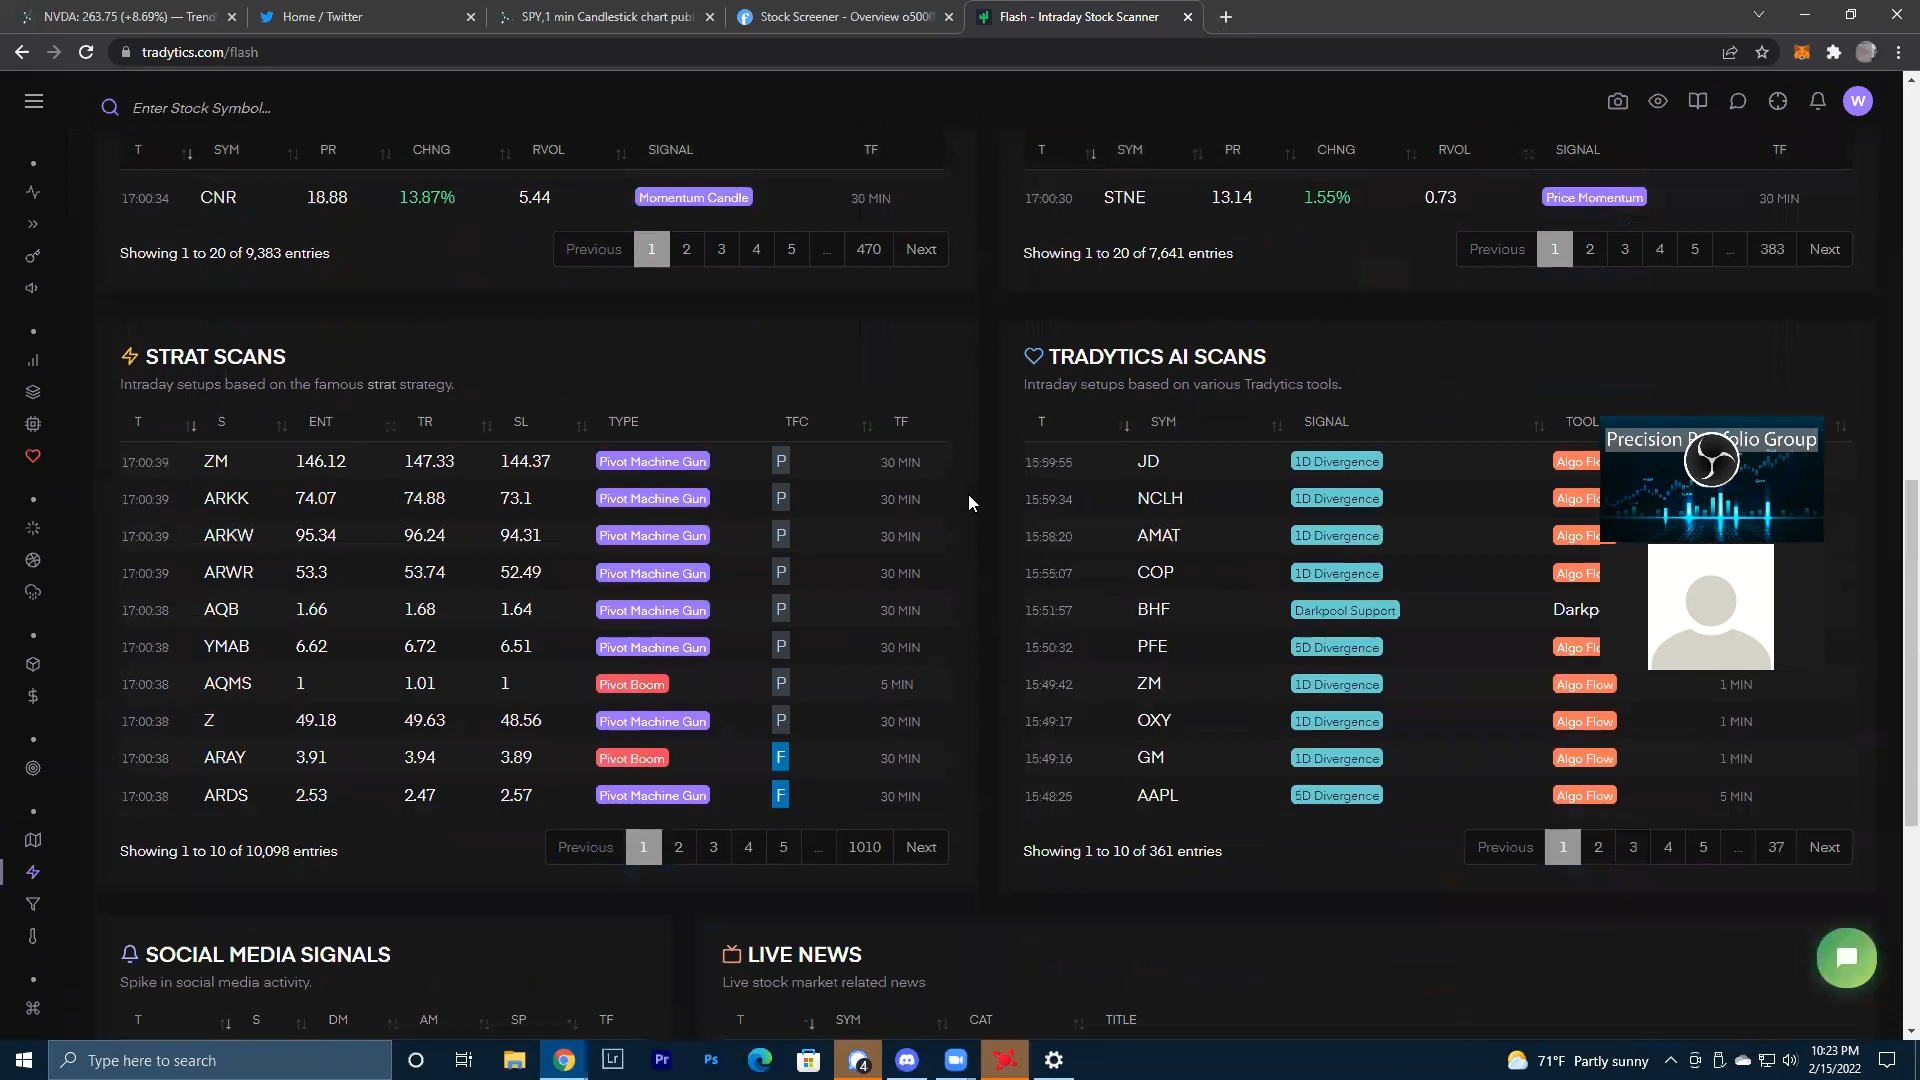 NVDA: 263.75 (+8.69%) — Trend
Home / Twitter
SPY,1 min Candlestick chart publ
Stock Screener - Overview o5000
Flash - Intraday Stock Scanner
tradytics.com/flash
Enter Stock Symbol...
W
T SYM PR CHNG RVOL SIGNAL TF
17:00:34 CNR 18.88 13.87% 5.44 Momentum Candle 30 MIN
Showing 1 to 20 of 9,383 entries
Previous 1 2 3 4 5 ... 470 Next
T SYM PR CHNG RVOL SIGNAL TF
17:00:30 STNE 13.14 1.55% 0.73 Price Momentum 30 MIN
Showing 1 to 20 of 7,641 entries
Previous 1 2 3 4 5 ... 383 Next
STRAT SCANS
Intraday setups based on the famous strat strategy.
T S ENT TR SL TYPE TFC TF
17:00:39 ZM 146.12 147.33 144.37 Pivot Machine Gun P 30 MIN
17:00:39 ARKK 74.07 74.88 73.1 Pivot Machine Gun P 30 MIN
17:00:39 ARKW 95.34 96.24 94.31 Pivot Machine Gun P 30 MIN
17:00:39 ARWR 53.3 53.74 52.49 Pivot Machine Gun P 30 MIN
17:00:38 AQB 1.66 1.68 1.64 Pivot Machine Gun P 30 MIN
17:00:38 YMAB 6.62 6.72 6.51 Pivot Machine Gun P 30 MIN
17:00:38 AQMS 1 1.01 1 Pivot Boom P 5 MIN
17:00:38 Z 49.18 49.63 48.56 Pivot Machine Gun P 30 MIN
17:00:38 ARAY 3.91 3.94 3.89 Pivot Boom F 30 MIN
17:00:38 ARDS 2.53 2.47 2.57 Pivot Machine Gun F 30 MIN
Showing 1 to 10 of 10,098 entries
Previous 1 2 3 4 5 ... 1010 Next
TRADYTICS AI SCANS
Intraday setups based on various Tradytics tools.
T SYM SIGNAL TOOL
15:59:55 JD 1D Divergence Algo Flo
15:59:34 NCLH 1D Divergence Algo Flo
15:58:20 AMAT 1D Divergence Algo Flo
15:55:07 COP 1D Divergence Algo Flo
15:51:57 BHF Darkpool Support Darkp
15:50:32 PFE 5D Divergence Algo Flo
15:49:42 ZM 1D Divergence Algo Flow 1 MIN
15:49:17 OXY 1D Divergence Algo Flow 1 MIN
15:49:16 GM 1D Divergence Algo Flow 1 MIN
15:48:25 AAPL 5D Divergence Algo Flow 5 MIN
Showing 1 to 10 of 361 entries
Previous 1 2 3 4 5 ... 37 Next
Precision Group
SOCIAL MEDIA SIGNALS
Spike in social media activity.
T S DM AM SP TF
LIVE NEWS
Live stock market related news
T SYM CAT TITLE
Type here to search
Lr
Pr
Ps
4
71°F Partly sunny
10:23 PM
2/15/2022